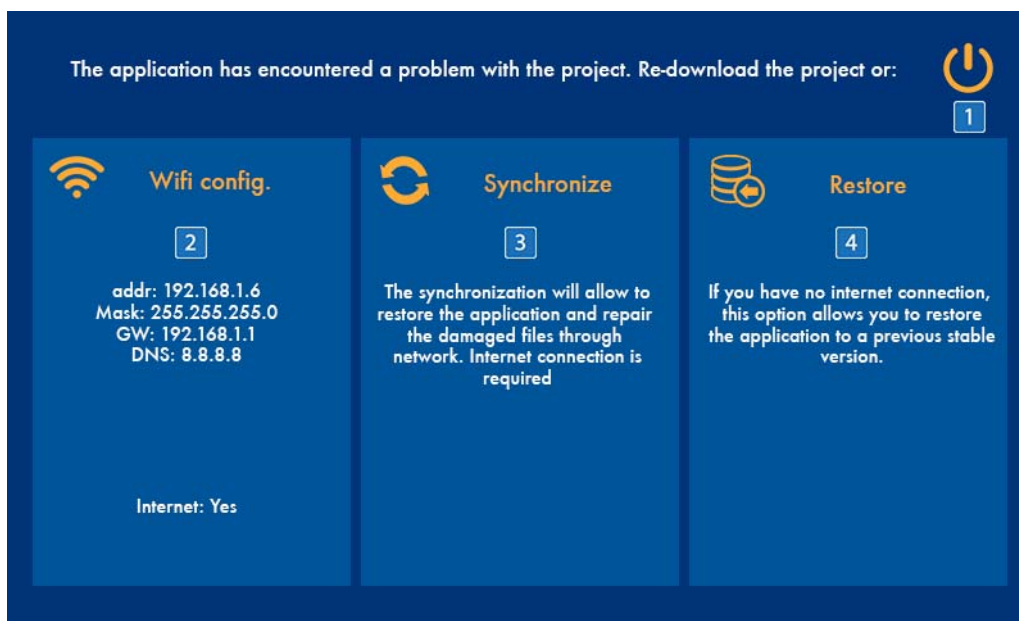 The application has encountered a problem with the project. Re-download the project or:
1
Wifi config.
2
addr: 192.168.1.6
Mask: 255.255.255.0
GW: 192.168.1.1
DNS: 8.8.8.8
Internet: Yes
Synchronize
3
The synchronization will allow to
restore the application and repair
the damaged files through
network. Internet connection is
required
Restore
4
If you have no internet connection,
this option allows you to restore
the application to a previous stable
version.